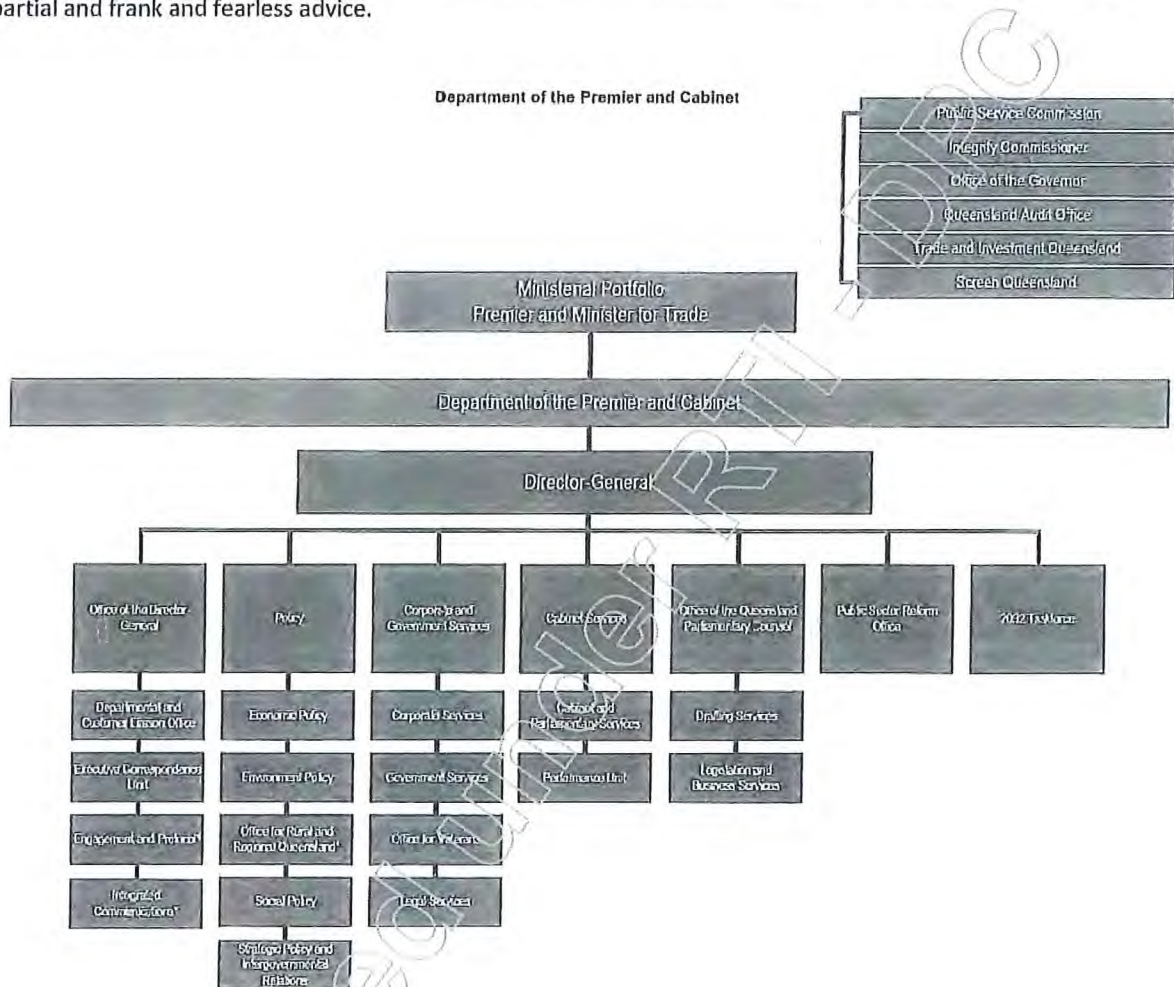 partial and frank and fearless advice.
Department of the Premier and Cabinet
Public Service Commission
Integrity Commissioner
Office of the Governor
Queensland Audit Office
Trade and Investment Queensland
Screen Queensland
Ministerial Portfolio
Premier and Minister for Trade
Department of the Premier and Cabinet
Director-General
Office of the Director-
General
Policy
Corporate and
Government Services
Cabinet Services
Office of the Queensland
Parliamentary Counsel
Public Sector Reform
Office
2032 Taskforce
Departmental and
Customer Liaison Office
Executive Correspondence
Unit
Engagement and Protocol*
Integrated
Communications*
Economic Policy
Environment Policy
Office for Rural and
Regional Queensland*
Social Policy
Strategic Policy and
Intergovernmental
Relations
Corporate Services
Government Services
Office for Veterans
Legal Services
Cabinet and
Parliamentary Services
Performance Unit
Drafting Services
Legislation and
Business Services
ed under RTI - DPC